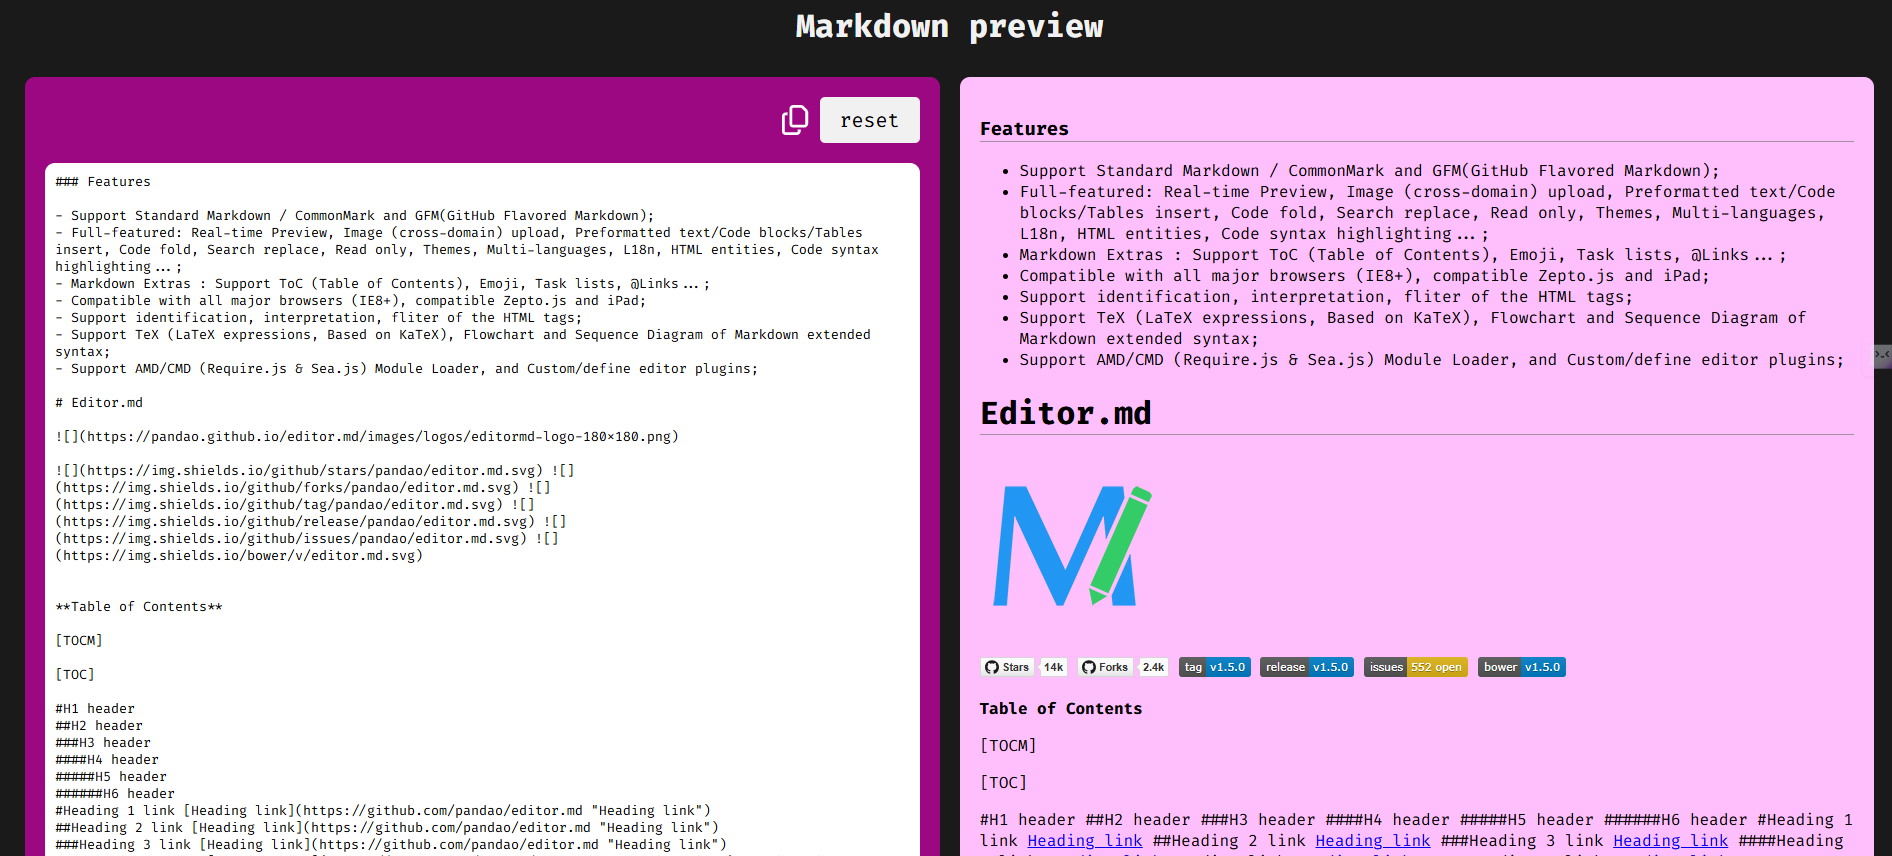 Markdown preview
reset
### Features
- Support Standard Markdown / CommonMark and GFM(GitHub Flavored Markdown);
- Full-featured: Real-time Preview, Image (cross-domain) upload, Preformatted text/Code blocks/Tables
insert, Code fold, Search replace, Read only, Themes, Multi-languages, L18n, HTML entities, Code syntax
highlighting...;
- Markdown Extras : Support ToC (Table of Contents), Emoji, Task lists, @Links...;
- Compatible with all major browsers (IE8+), compatible Zepto.js and iPad;
- Support identification, interpretation, fliter of the HTML tags;
- Support TeX (LaTeX expressions, Based on KaTeX), Flowchart and Sequence Diagram of Markdown extended
syntax;
- Support AMD/CMD (Require.js & Sea.js) Module Loader, and Custom/define editor plugins;
# Editor.md
![](https://pandao.github.io/editor.md/images/logos/editormd-logo-180x180.png)
![](https://img.shields.io/github/stars/pandao/editor.md.svg) ![]
(https://img.shields.io/github/forks/pandao/editor.md.svg) ![]
(https://img.shields.io/github/tag/pandao/editor.md.svg) ![]
(https://img.shields.io/github/release/pandao/editor.md.svg) ![]
(https://img.shields.io/github/issues/pandao/editor.md.svg) ![]
(https://img.shields.io/bower/v/editor.md.svg)
**Table of Contents**
[TOCM]
[TOC]
#H1 header
##H2 header
###H3 header
####H4 header
#####H5 header
######H6 header
#Heading 1 link [Heading link](https://github.com/pandao/editor.md "Heading link")
##Heading 2 link [Heading link](https://github.com/pandao/editor.md "Heading link")
###Heading 3 link [Heading link](https://github.com/pandao/editor.md "Heading link")
Features
• Support Standard Markdown / CommonMark and GFM(GitHub Flavored Markdown);
• Full-featured: Real-time Preview, Image (cross-domain) upload, Preformatted text/Code
blocks/Tables insert, Code fold, Search replace, Read only, Themes, Multi-languages,
L18n, HTML entities, Code syntax highlighting...;
• Markdown Extras : Support ToC (Table of Contents), Emoji, Task lists, @Links...;
• Compatible with all major browsers (IE8+), compatible Zepto.js and iPad;
• Support identification, interpretation, fliter of the HTML tags;
• Support TeX (LaTeX expressions, Based on KaTeX), Flowchart and Sequence Diagram of
Markdown extended syntax;
• Support AMD/CMD (Require.js & Sea.js) Module Loader, and Custom/define editor plugins;
Editor.md
Stars 14k Forks 2.4k tag v1.5.0 release v1.5.0 issues 552 open bower v1.5.0
Table of Contents
[TOCM]
[TOC]
#H1 header ##H2 header ###H3 header ####H4 header #####H5 header ######H6 header #Heading 1
link Heading link ##Heading 2 link Heading link ###Heading 3 link Heading link ####Heading